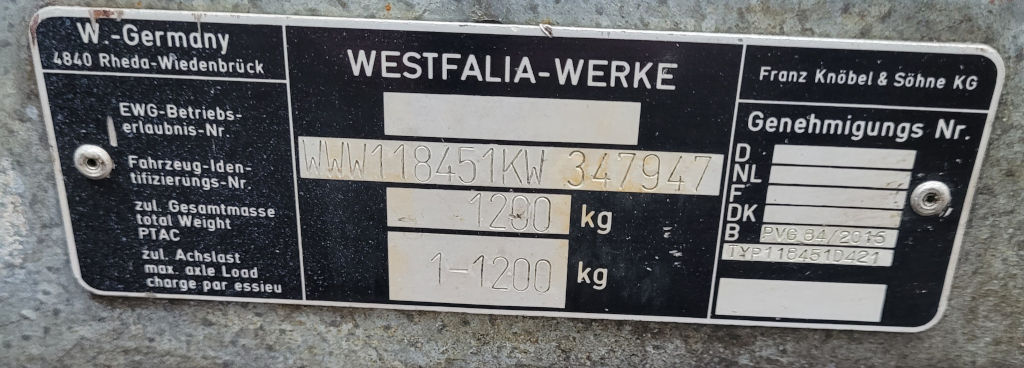 W.-Germany
4840 Rheda-Wiedenbrück
WESTFALIA-WERKE
Franz Knöbel & Söhne KG
EWG-Betriebs-
erlaubnis-Nr.
Fahrzeug-Iden-
tifizierungs-Nr.
WWW118451KW 347947
zul. Gesamtmasse
total Weight
PTAC
1200 kg
zul. Achslast
max. axle Load
charge par essieu
1-1200 kg
Genehmigungs Nr.
D
NL
F
DK
B PVG 84/2015
TYP118451D421